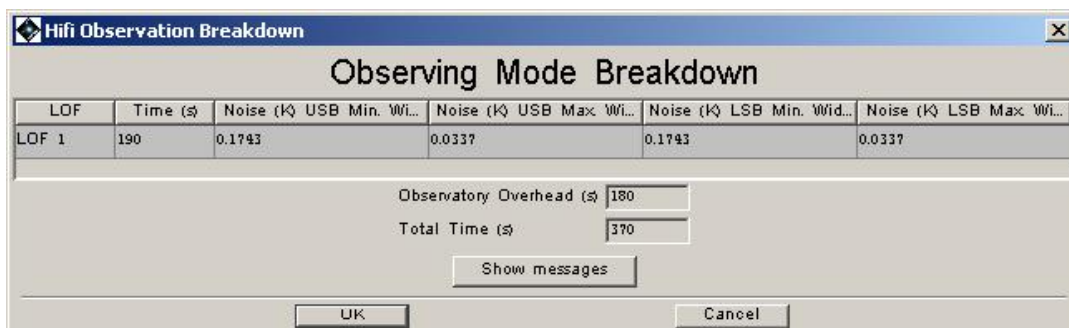 Hifi Observation Breakdown
Observing Mode Breakdown
LOF Time (s) Noise (K) USB Min. Wi... Noise (K) USB Max. Wi... Noise (K) LSB Min. Wid... Noise (K) LSB Max. Wi...
LOF 1 190 0.1743 0.0337 0.1743 0.0337
Observatory Overhead (s) 180
Total Time (s) 370
Show messages
UK Cancel